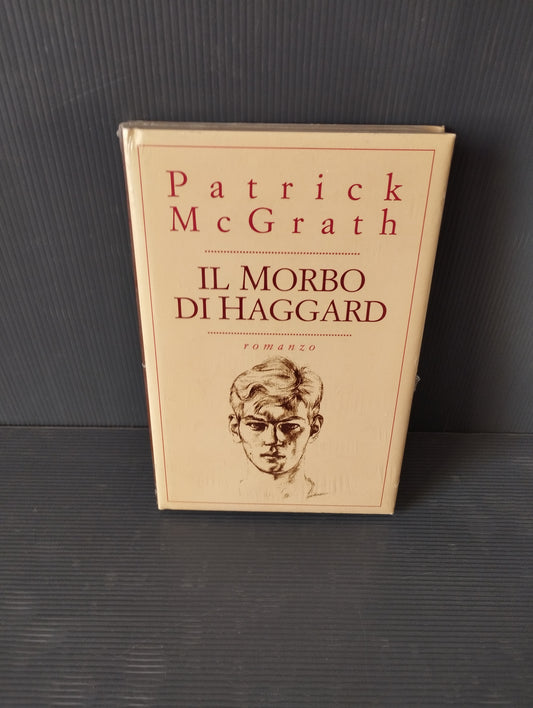 Patrick
McGrath
IL MORBO
DI HAGGARD
romanzo